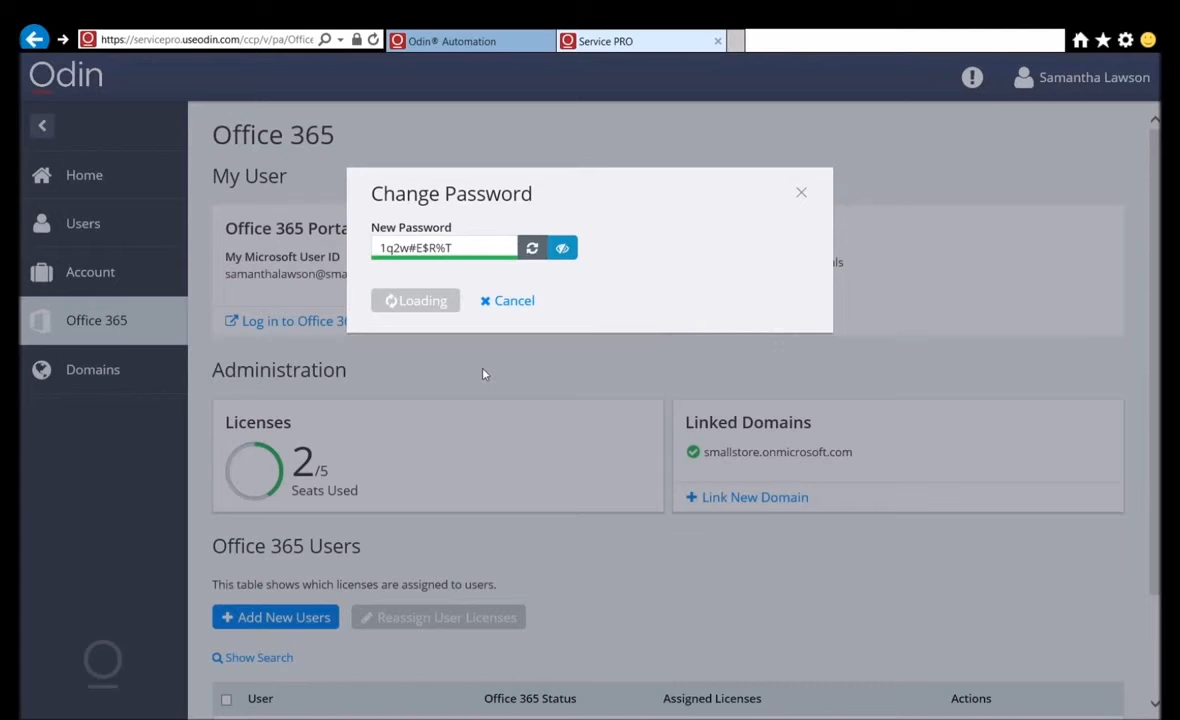 https://servicepro.useodin.com/ccp/v/pa/Office
Odin® Automation
Service PRO
Odin
Samantha Lawson
Home
Users
Account
Office 365
Domains
Office 365
My User
Office 365 Porta
My Microsoft User ID
samanthalawson@sma
Log in to Office 3
als
Change Password
New Password
1q2w#E$R%T
Loading
Cancel
Administration
Licenses
2/5
Seats Used
Linked Domains
smallstore.onmicrosoft.com
Link New Domain
Office 365 Users
This table shows which licenses are assigned to users.
Add New Users
Reassign User Licenses
Show Search
User Office 365 Status Assigned Licenses Actions